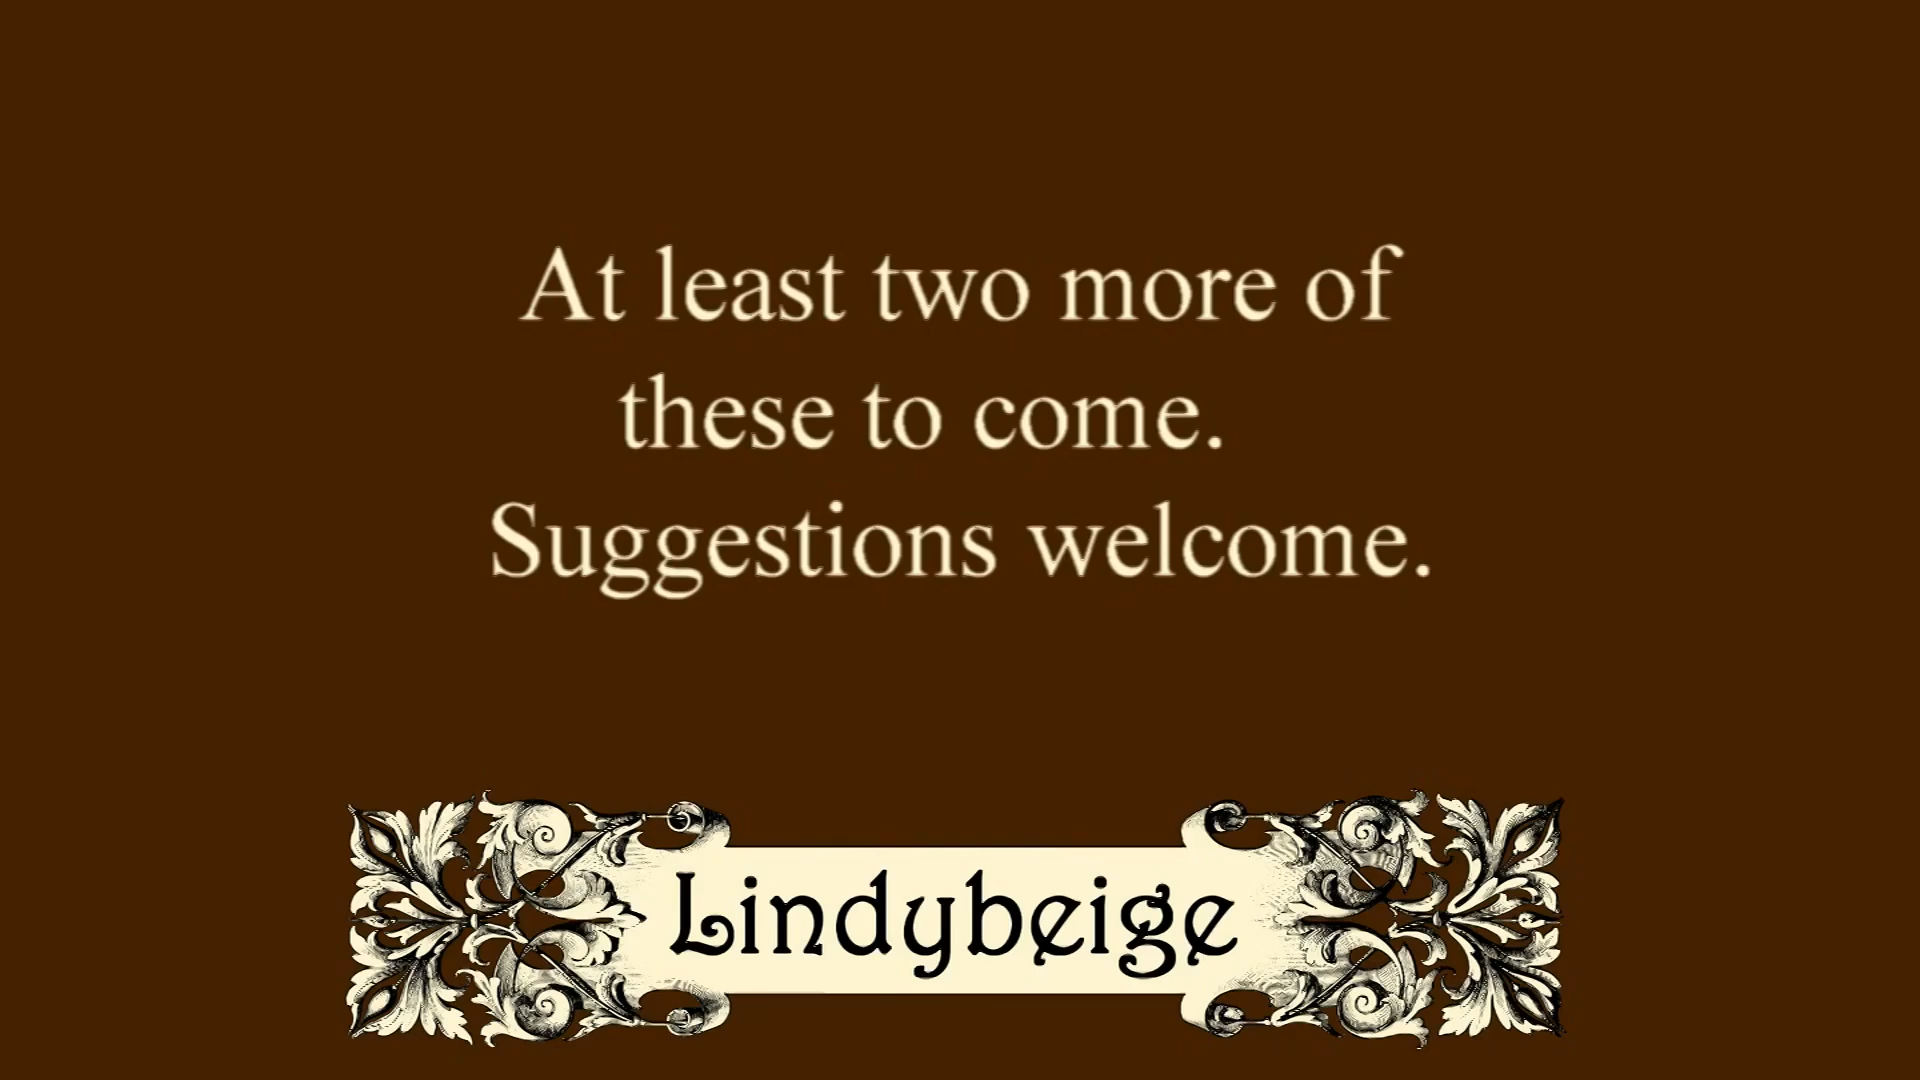 At least two more of
these to come.
Suggestions welcome.
Lindybeige